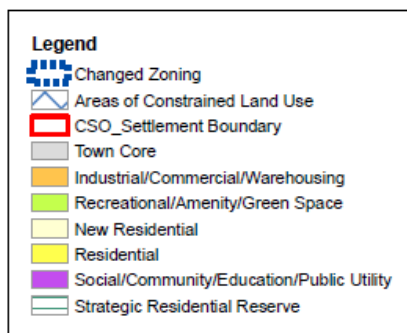 Legend
Changed Zoning
Areas of Constrained Land Use
CSO_Settlement Boundary
Town Core
Industrial/Commercial/Warehousing
Recreational/Amenity/Green Space
New Residential
Residential
Social/Community/Education/Public Utility
Strategic Residential Reserve